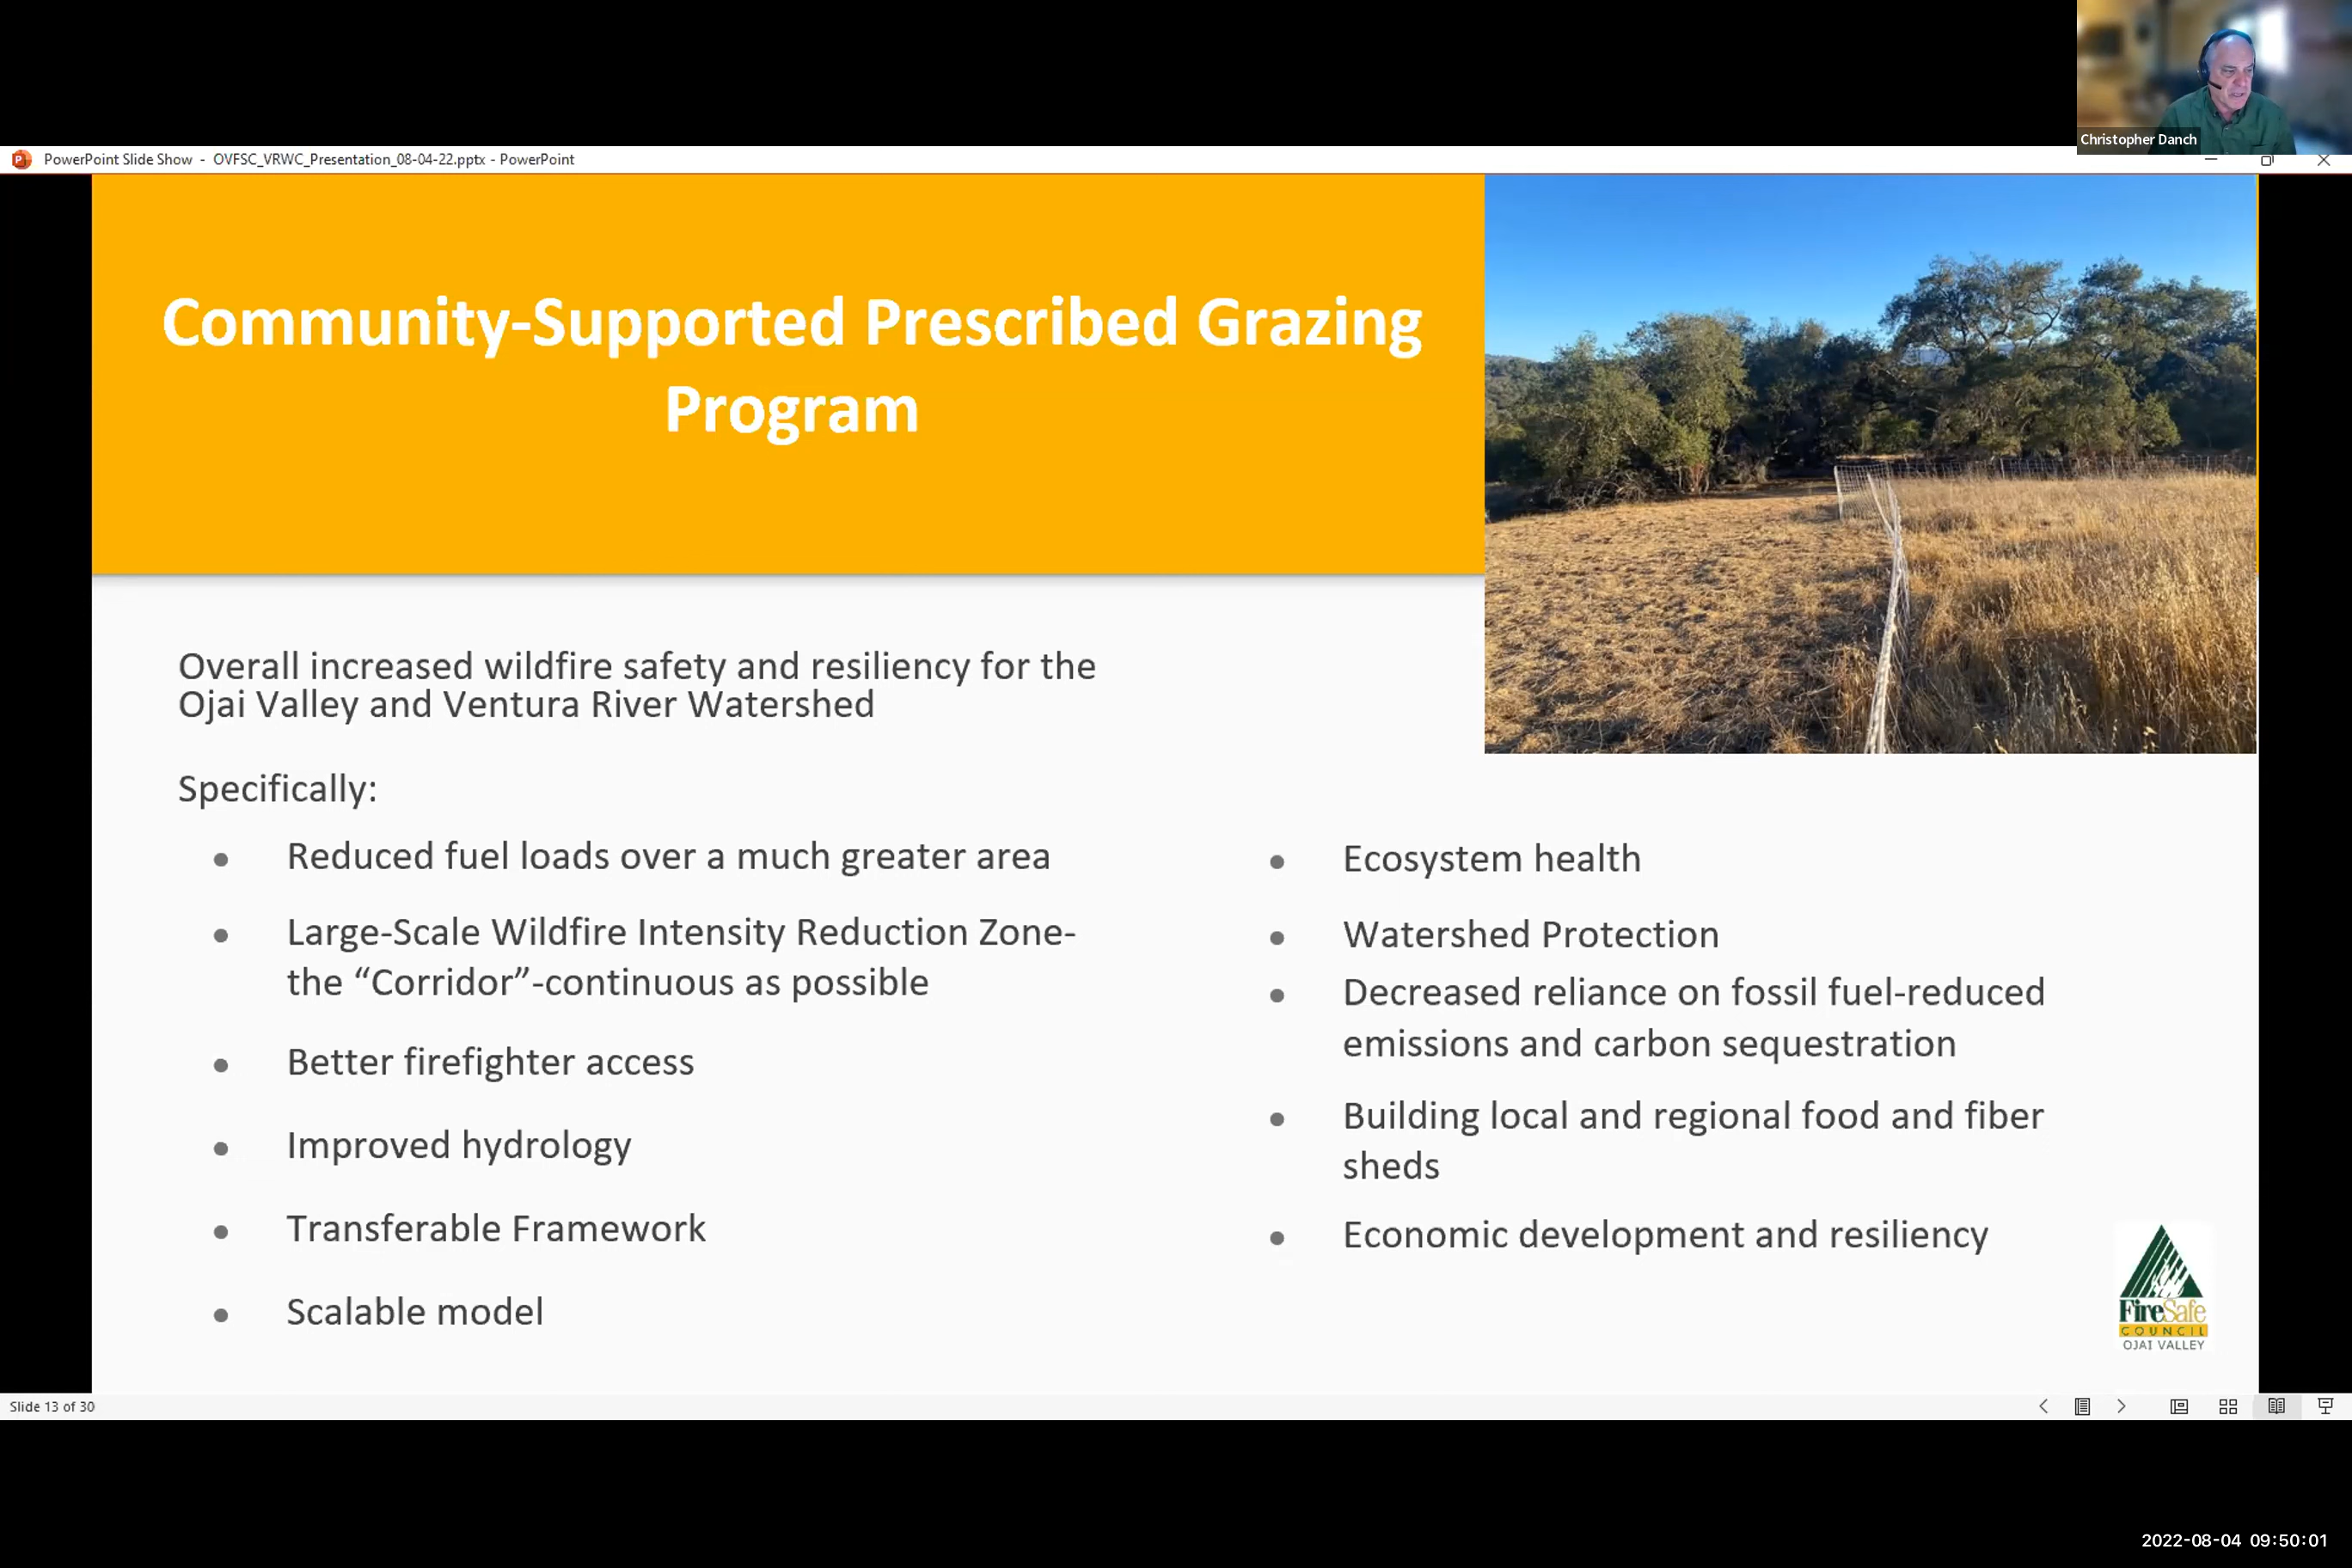 Christopher Danch
PowerPoint Slide Show - OVFSC_VRWC_Presentation_08-04-22.pptx - PowerPoint
Community-Supported Prescribed Grazing
Program
Overall increased wildfire safety and resiliency for the
Ojai Valley and Ventura River Watershed
Specifically:
● Reduced fuel loads over a much greater area
● Large-Scale Wildfire Intensity Reduction Zone-
the “Corridor”-continuous as possible
● Better firefighter access
● Improved hydrology
● Transferable Framework
● Scalable model
● Ecosystem health
● Watershed Protection
● Decreased reliance on fossil fuel-reduced
emissions and carbon sequestration
● Building local and regional food and fiber
sheds
● Economic development and resiliency
FireSafe
COUNCIL
OJAI VALLEY
Slide 13 of 30
2022-08-04 09:50:01